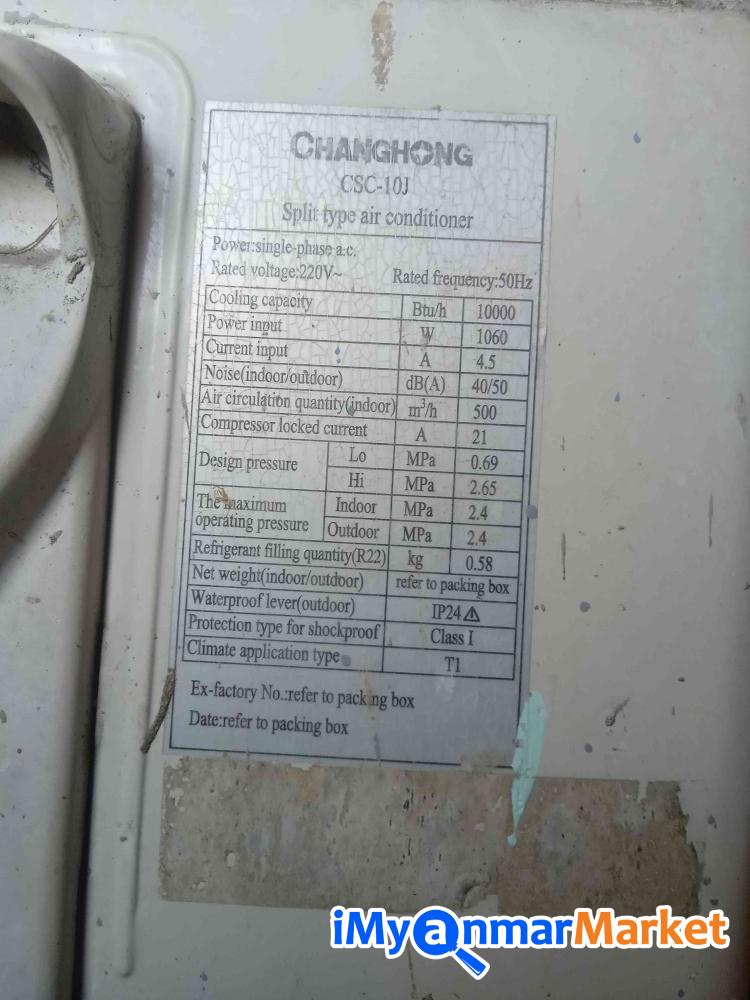 CHANGHONG
CSC-10J
Split type air conditioner
Power:single-phase a.c.
Rated voltage:220V~ Rated frequency:50Hz
Cooling capacity Btu/h 10000
Power input W 1060
Current input A 4.5
Noise(indoor/outdoor) dB(A) 40/50
Air circulation quantity(indoor) m³/h 500
Compressor locked current A 21
Design pressure Lo MPa 0.69
Hi MPa 2.65
The maximum operating pressure Indoor MPa 2.4
Outdoor MPa 2.4
Refrigerant filling quantity(R22) kg 0.58
Net weight(indoor/outdoor) refer to packing box
Waterproof lever(outdoor) IP24⚠
Protection type for shockproof Class I
Climate application type T1
Ex-factory No.:refer to packing box
Date:refer to packing box
iMyanmarMarket